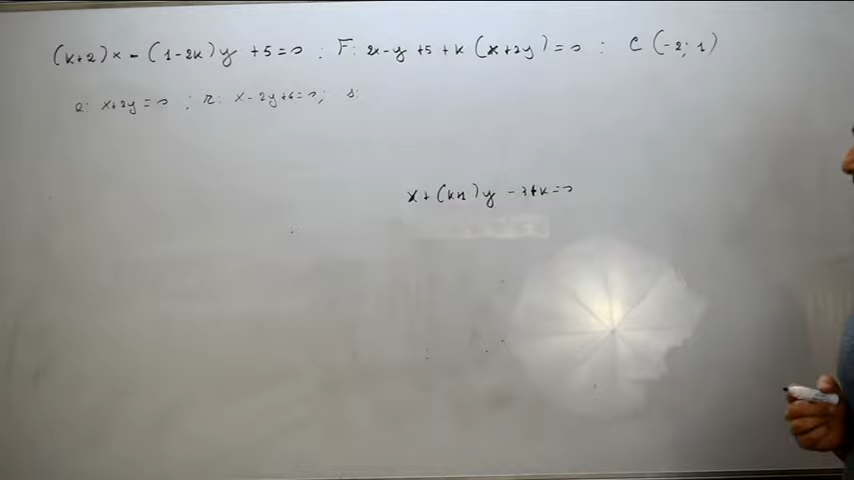 (k+2)x - (1-2k)y + 5 = 0 ; F: 2x-y+5+k(x+2y) = 0 : C(-2; 1)
e: x+2y = 0 ; r: x-2y+6=0; s:
x + (k+1)y - 3+k = 0